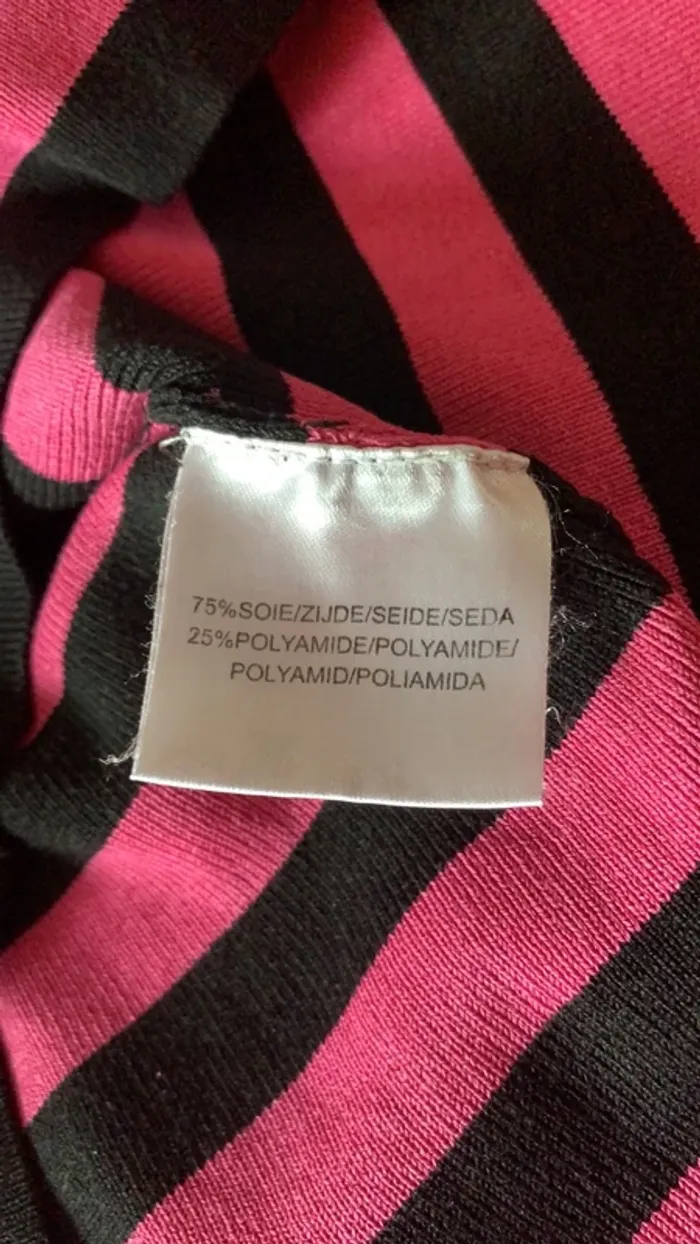 75%SOIE/ZIJDE/SEIDE/SEDA
25%POLYAMIDE/POLYAMIDE/
POLYAMID/POLIAMIDA